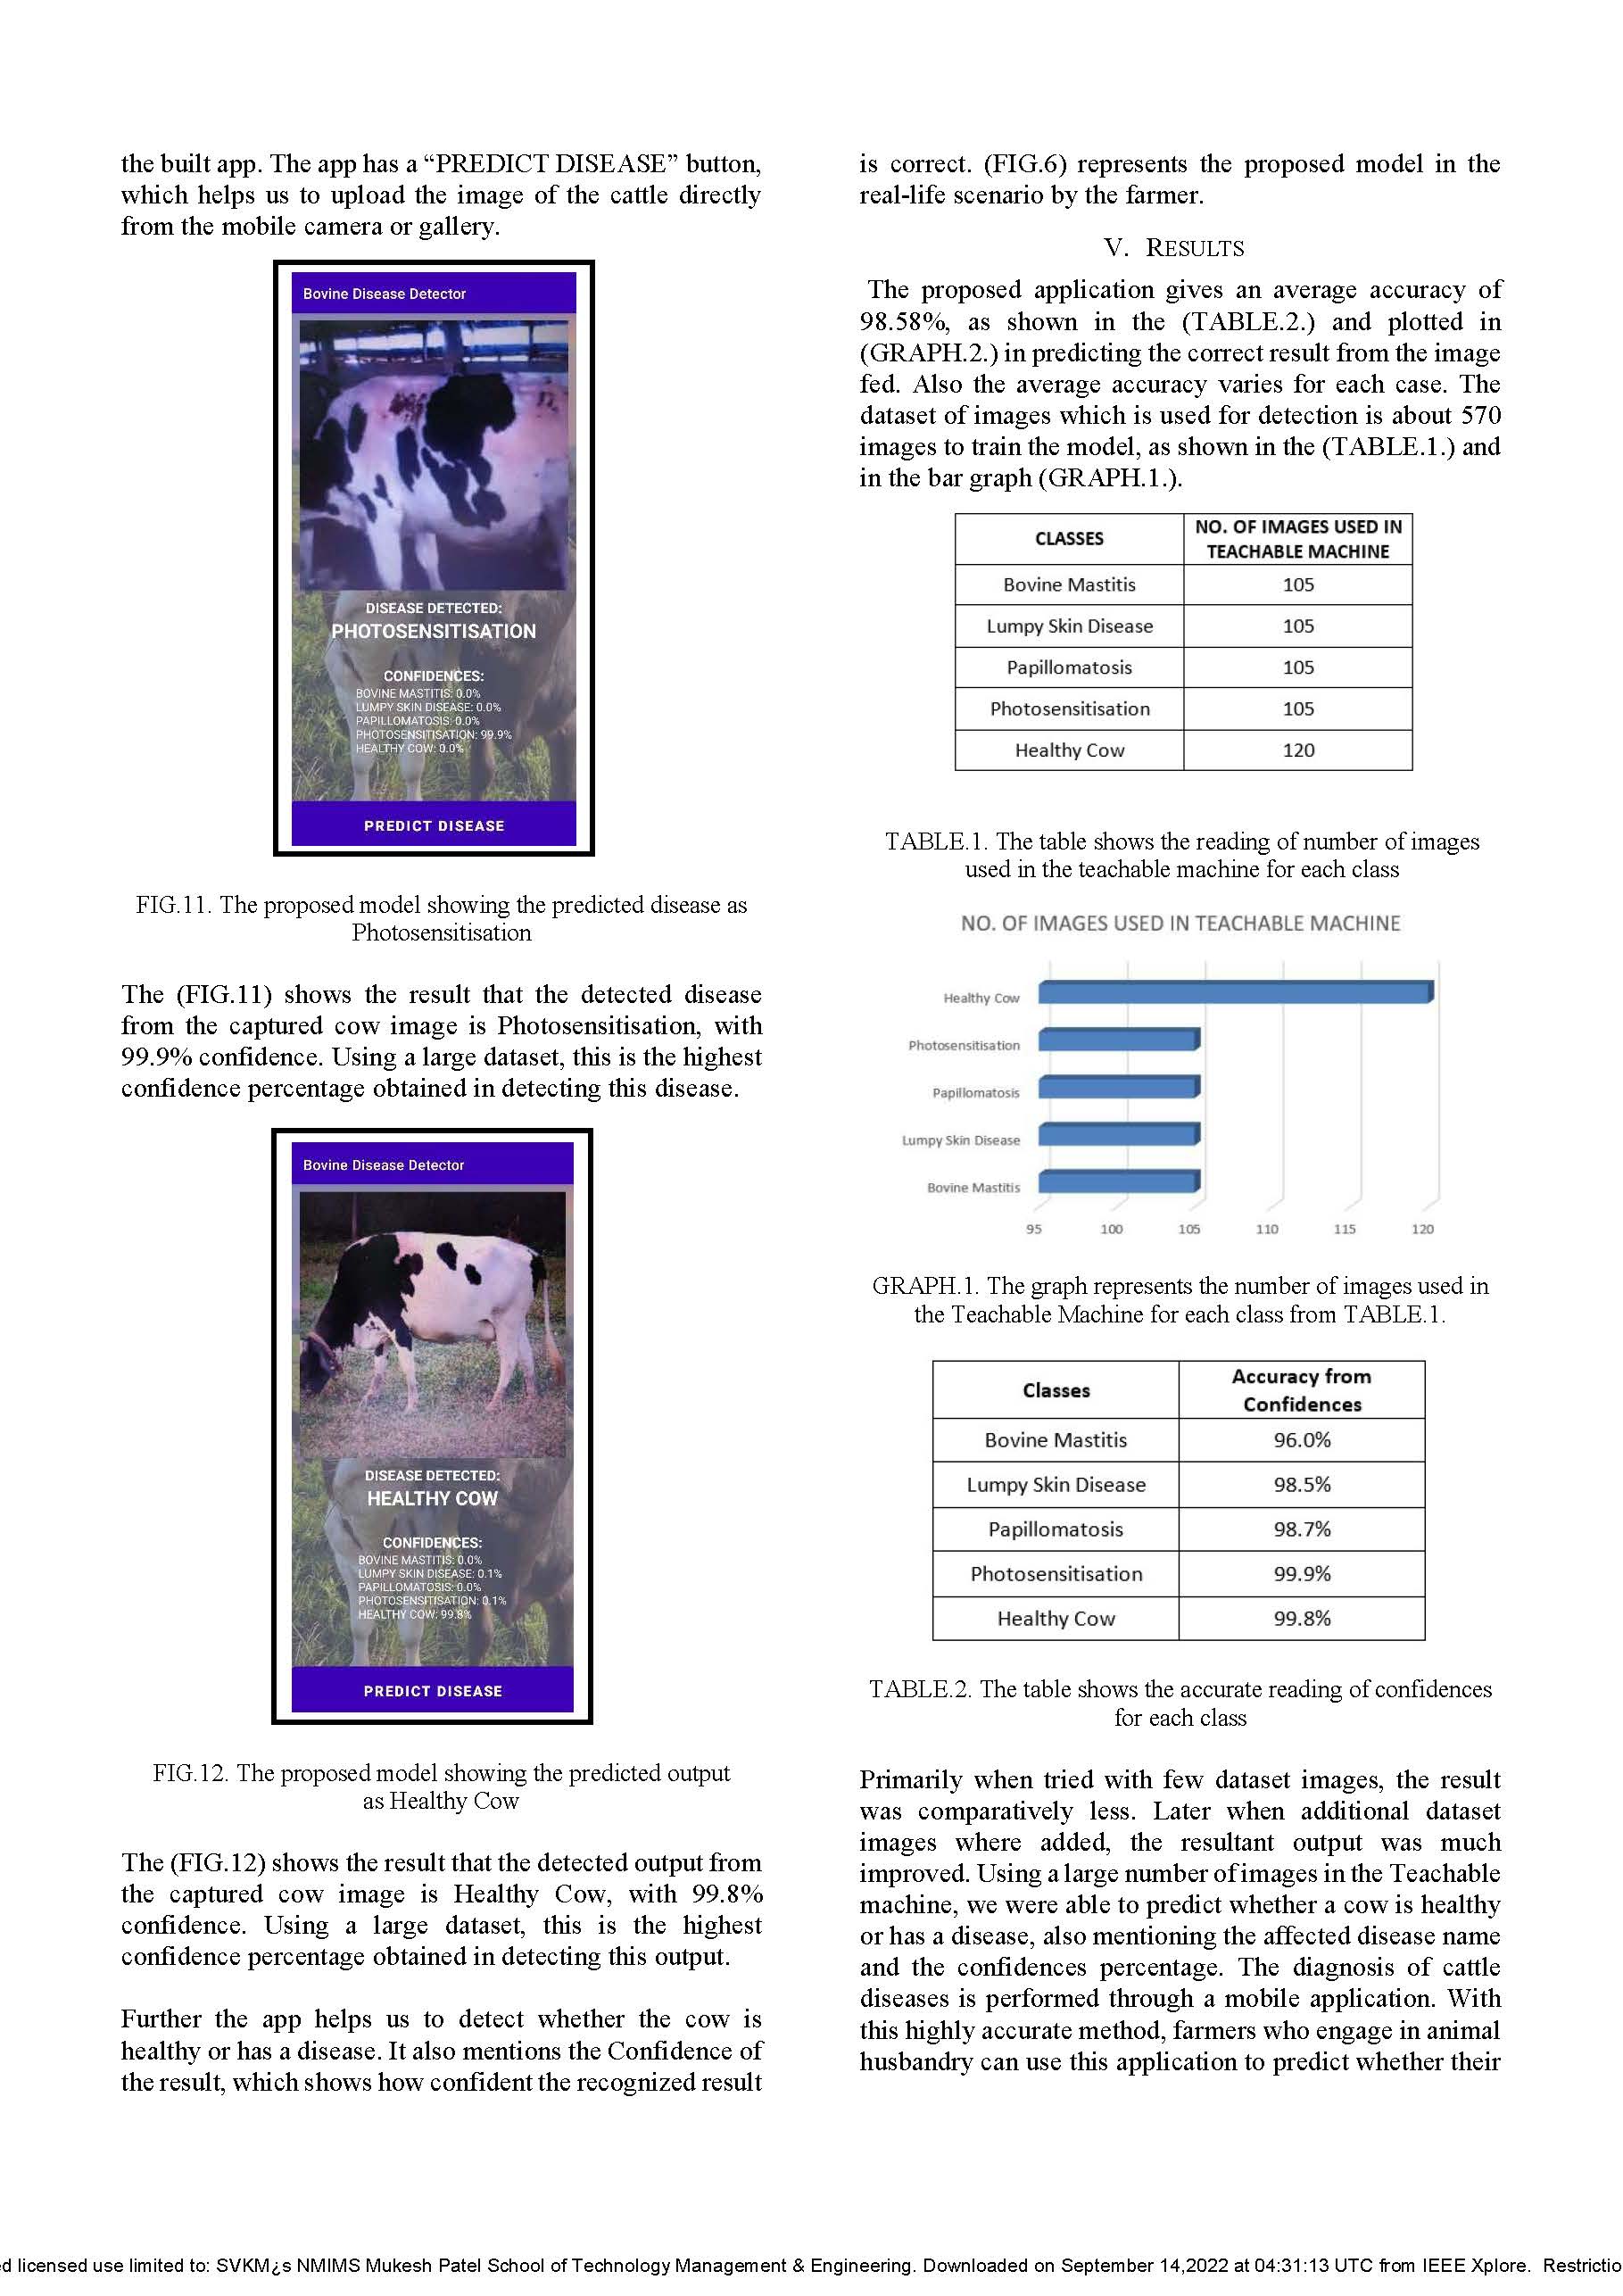 the built app. The app has a “PREDICT DISEASE” button,
which helps us to upload the image of the cattle directly
from the mobile camera or gallery.
Bovine Disease Detector
DISEASE DETECTED:
PHOTOSENSITISATION
CONFIDENCES:
BOVINE MASTITIS: 0.0%
LUMPY SKIN DISEASE: 0.0%
PAPILLOMATOSIS: 0.0%
PHOTOSENSITISATION: 99.9%
HEALTHY COW: 0.0%
PREDICT DISEASE
FIG.11. The proposed model showing the predicted disease as
Photosensitisation
The (FIG.11) shows the result that the detected disease
from the captured cow image is Photosensitisation, with
99.9% confidence. Using a large dataset, this is the highest
confidence percentage obtained in detecting this disease.
Bovine Disease Detector
DISEASE DETECTED:
HEALTHY COW
CONFIDENCES:
BOVINE MASTITIS: 0.0%
LUMPY SKIN DISEASE: 0.1%
PAPILLOMATOSIS: 0.0%
PHOTOSENSITISATION: 0.1%
HEALTHY COW: 99.8%
PREDICT DISEASE
FIG.12. The proposed model showing the predicted output
as Healthy Cow
The (FIG.12) shows the result that the detected output from
the captured cow image is Healthy Cow, with 99.8%
confidence. Using a large dataset, this is the highest
confidence percentage obtained in detecting this output.
Further the app helps us to detect whether the cow is
healthy or has a disease. It also mentions the Confidence of
the result, which shows how confident the recognized result
is correct. (FIG.6) represents the proposed model in the
real-life scenario by the farmer.
V. RESULTS
The proposed application gives an average accuracy of
98.58%, as shown in the (TABLE.2.) and plotted in
(GRAPH.2.) in predicting the correct result from the image
fed. Also the average accuracy varies for each case. The
dataset of images which is used for detection is about 570
images to train the model, as shown in the (TABLE.1.) and
in the bar graph (GRAPH.1.).
CLASSES NO. OF IMAGES USED IN TEACHABLE MACHINE
Bovine Mastitis 105
Lumpy Skin Disease 105
Papillomatosis 105
Photosensitisation 105
Healthy Cow 120
TABLE.1. The table shows the reading of number of images
used in the teachable machine for each class
NO. OF IMAGES USED IN TEACHABLE MACHINE
Healthy Cow
Photosensitisation
Papillomatosis
Lumpy Skin Disease
Bovine Mastitis
95 100 105 110 115 120
GRAPH.1. The graph represents the number of images used in
the Teachable Machine for each class from TABLE.1.
Classes Accuracy from Confidences
Bovine Mastitis 96.0%
Lumpy Skin Disease 98.5%
Papillomatosis 98.7%
Photosensitisation 99.9%
Healthy Cow 99.8%
TABLE.2. The table shows the accurate reading of confidences
for each class
Primarily when tried with few dataset images, the result
was comparatively less. Later when additional dataset
images where added, the resultant output was much
improved. Using a large number of images in the Teachable
machine, we were able to predict whether a cow is healthy
or has a disease, also mentioning the affected disease name
and the confidences percentage. The diagnosis of cattle
diseases is performed through a mobile application. With
this highly accurate method, farmers who engage in animal
husbandry can use this application to predict whether their
d licensed use limited to: SVKM¿s NMIMS Mukesh Patel School of Technology Management & Engineering. Downloaded on September 14,2022 at 04:31:13 UTC from IEEE Xplore. Restrictio